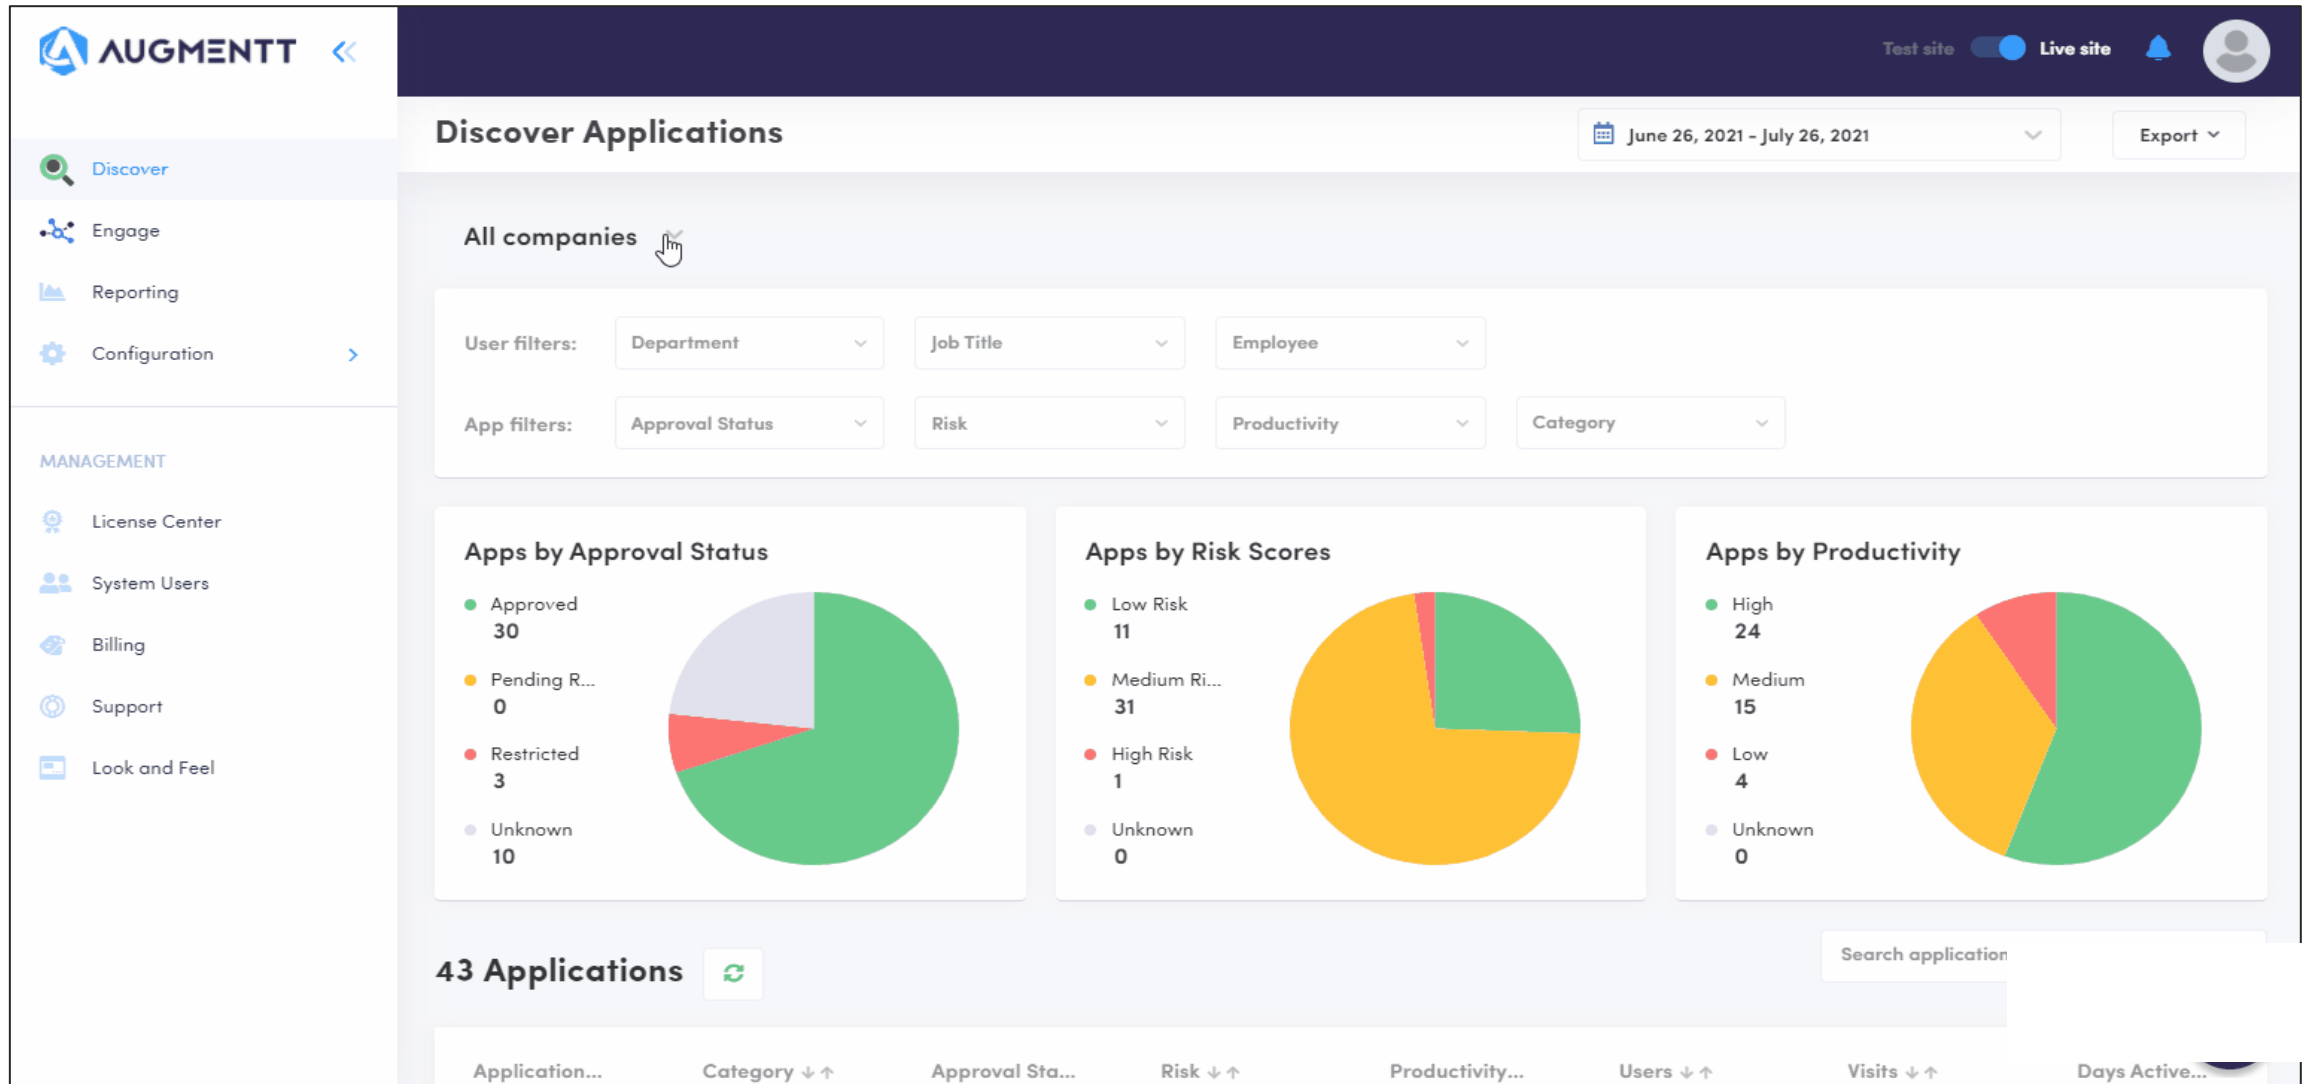 AUGMENTT
Test site Live site
Discover Applications
June 26, 2021 - July 26, 2021
Export
Discover
Engage
Reporting
Configuration
MANAGEMENT
License Center
System Users
Billing
Support
Look and Feel
All companies
User filters: Department Job Title Employee
App filters: Approval Status Risk Productivity Category
Apps by Approval Status
Approved
30
Pending R...
0
Restricted
3
Unknown
10
Apps by Risk Scores
Low Risk
11
Medium Ri...
31
High Risk
1
Unknown
0
Apps by Productivity
High
24
Medium
15
Low
4
Unknown
0
43 Applications
Search application
Application... Category Approval Sta... Risk Productivity... Users Visits Days Active...